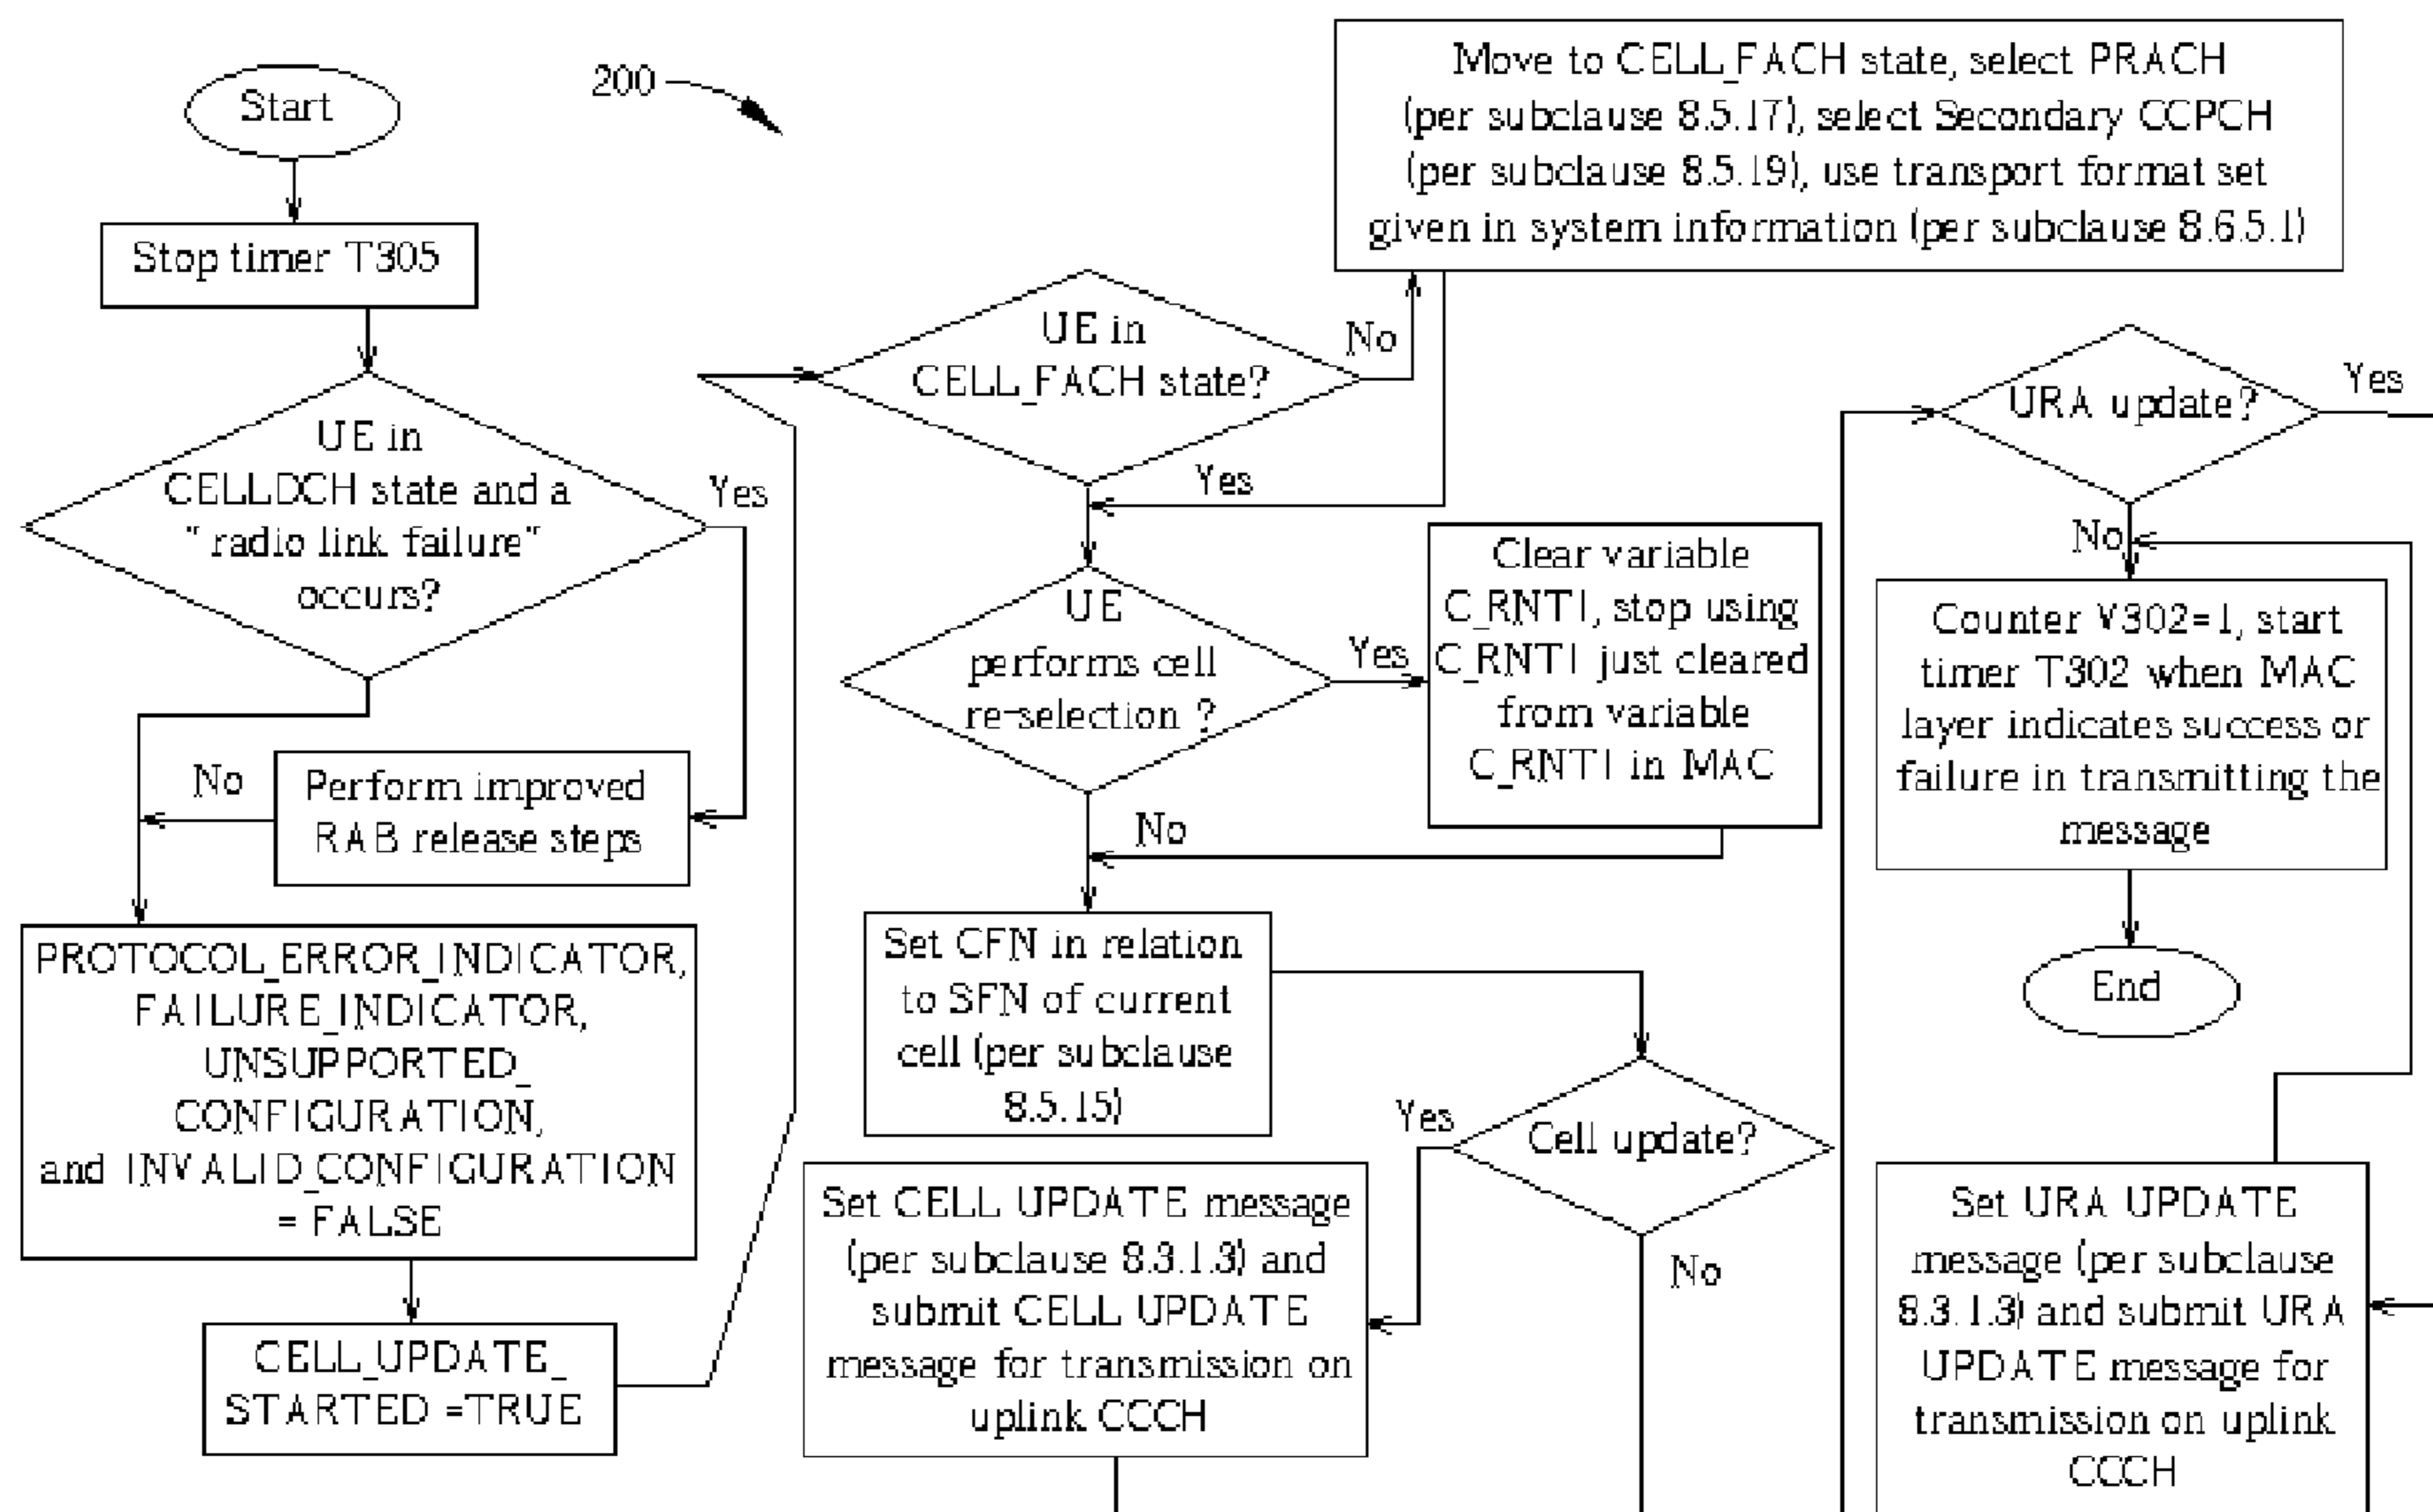 200
Start
Stop timer T305
UE in
CELLDCH state and a
" radio link failure"
occurs?
Yes
No
Perform improved
RAB release steps
PROTOCOL_ERROR_INDICATOR,
FAILURE_INDICATOR,
UNSUPPORTED_
CONFIGURATION,
and INVALID_CONFIGURATION
= FALSE
CELL_UPDATE_
STARTED =TRUE
Move to CELL_FACH state, select PRACH
(per subclause 8.5.17), select Secondary CCPCH
(per subclause 8.5.19), use transport format set
given in system information (per subclause 8.6.5.1)
UE in
CELL_FACH state?
No
Yes
UE
performs cell
re-selection ?
Yes
Clear variable
C_RNTI, stop using
C_RNTI just cleared
from variable
C_RNTI in MAC
No
Set CFN in relation
to SFN of current
cell (per subclause
8.5.15)
Cell update?
Yes
No
Set CELL UPDATE message
(per subclause 8.3.1.3) and
submit CELL UPDATE
message for transmission on
uplink CCCH
URA update?
Yes
No
Counter V302=1, start
timer T302 when MAC
layer indicates success or
failure in transmitting the
message
End
Set URA UPDATE
message (per subclause
8.3.1.3) and submit URA
UPDATE message for
transmission on uplink
CCCH